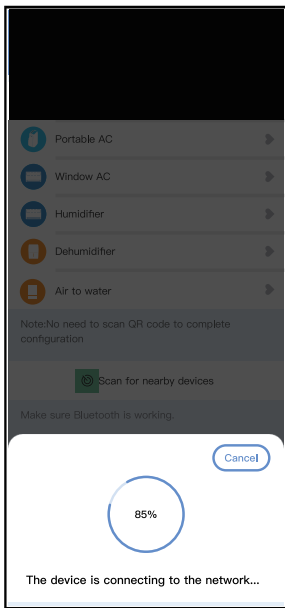 Portable AC
Window AC
Humidifier
Dehumidifier
Air to water
Note:No need to scan QR code to complete
configuration
Scan for nearby devices
Make sure Bluetooth is working.
Cancel
85%
The device is connecting to the network...